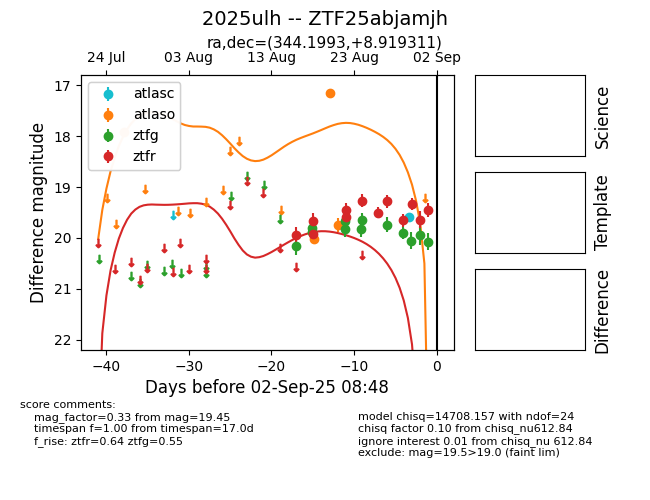 2025ulh -- ZTF25abjamjh
ra,dec=(344.1993,+8.919311)
24 Jul 03 Aug 13 Aug 23 Aug 02 Sep
atlasc
atlaso
ztfg
ztfr
17
18
19
20
21
22
Difference magnitude
−40 −30 −20 −10 0
Days before 02-Sep-25 08:48
Science
Template
Difference
score comments:
mag_factor=0.33 from mag=19.45
timespan f=1.00 from timespan=17.0d
f_rise: ztfr=0.64 ztfg=0.55
model chisq=14708.157 with ndof=24
chisq factor 0.10 from chisq_nu612.84
ignore interest 0.01 from chisq_nu 612.84
exclude: mag=19.5>19.0 (faint lim)